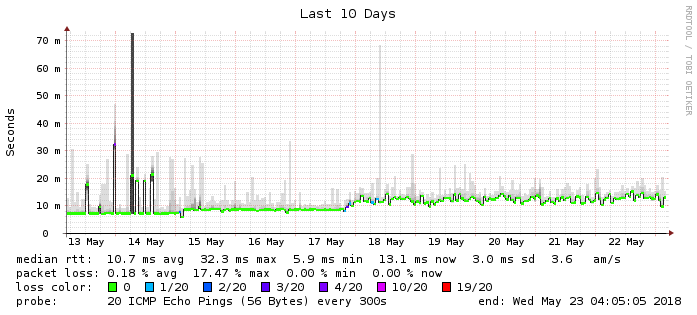 Last 10 Days
RRDTOOL / TOBI OETIKER
Seconds
70 m
60 m
50 m
40 m
30 m
20 m
10 m
0
13 May 14 May 15 May 16 May 17 May 18 May 19 May 20 May 21 May 22 May
median rtt: 10.7 ms avg 32.3 ms max 5.9 ms min 13.1 ms now 3.0 ms sd 3.6 am/s
packet loss: 0.18 % avg 17.47 % max 0.00 % min 0.00 % now
loss color: 0 1/20 2/20 3/20 4/20 10/20 19/20
probe: 20 ICMP Echo Pings (56 Bytes) every 300s end: Wed May 23 04:05:05 2018